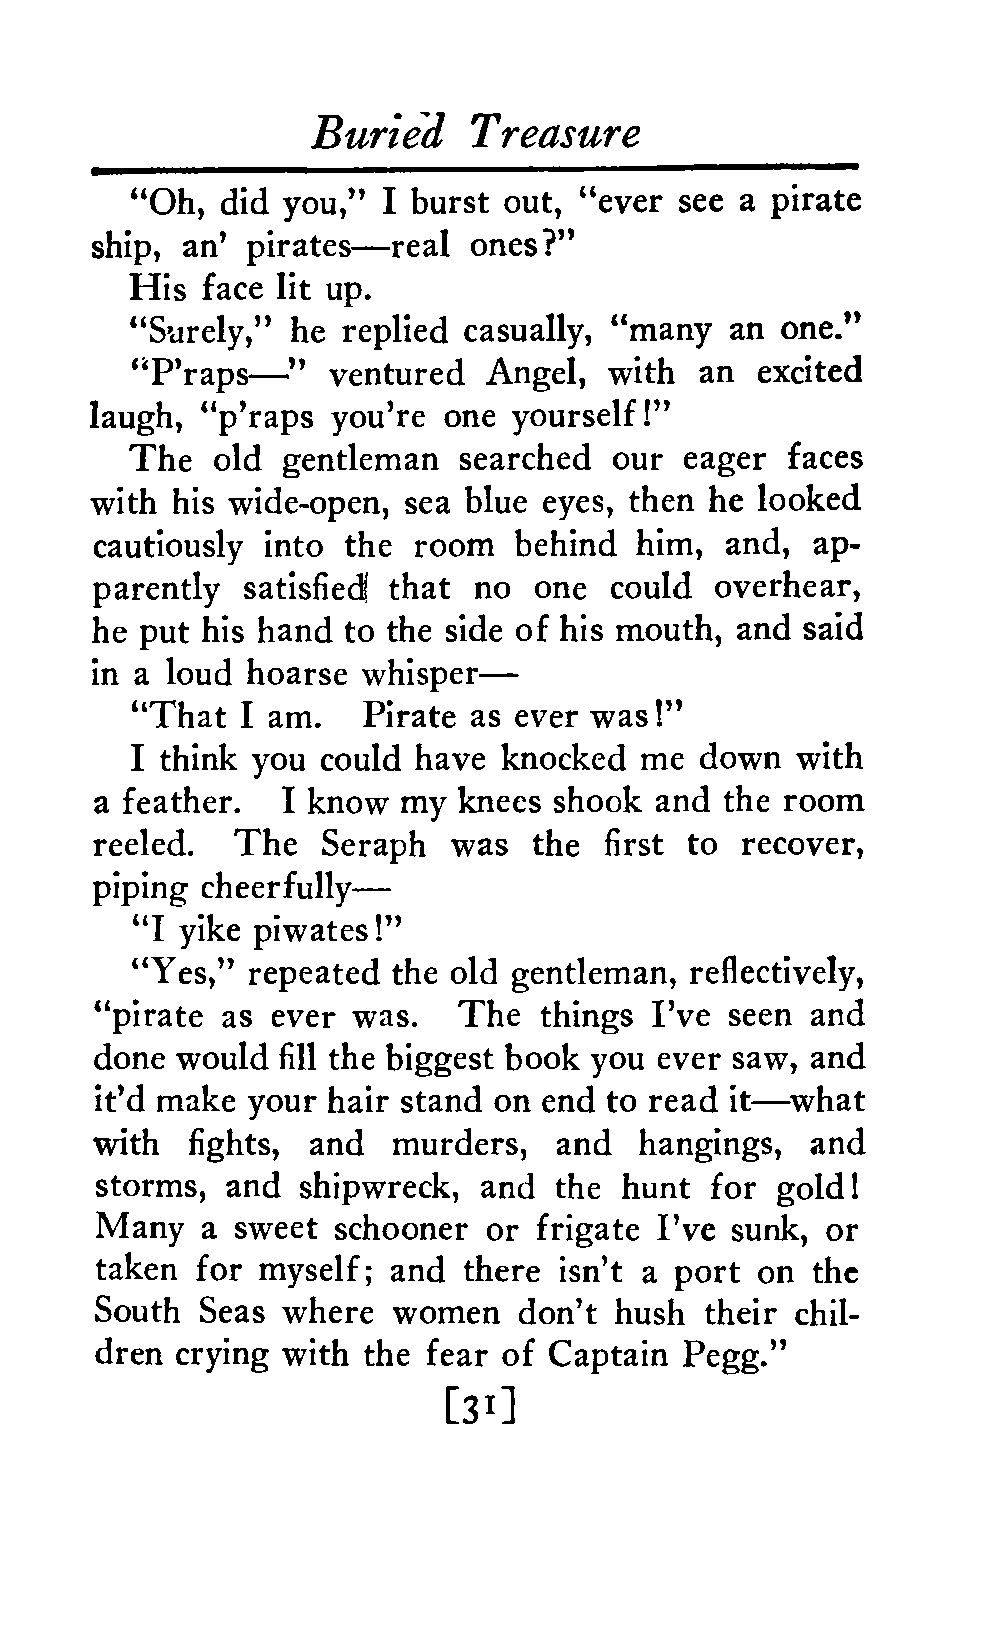 Buried Treasure
“Oh, did you,” I burst out, “ever see a pirate
ship, an’ pirates—real ones?”
His face lit up.
“Surely,” he replied casually, “many an one.”
“P’raps—” ventured Angel, with an excited
laugh, “p’raps you’re one yourself!”
The old gentleman searched our eager faces
with his wide-open, sea blue eyes, then he looked
cautiously into the room behind him, and, ap-
parently satisfied that no one could overhear,
he put his hand to the side of his mouth, and said
in a loud hoarse whisper—
“That I am. Pirate as ever was!”
I think you could have knocked me down with
a feather. I know my knees shook and the room
reeled. The Seraph was the first to recover,
piping cheerfully—
“I yike piwates!”
“Yes,” repeated the old gentleman, reflectively,
“pirate as ever was. The things I’ve seen and
done would fill the biggest book you ever saw, and
it’d make your hair stand on end to read it—what
with fights, and murders, and hangings, and
storms, and shipwreck, and the hunt for gold!
Many a sweet schooner or frigate I’ve sunk, or
taken for myself; and there isn’t a port on the
South Seas where women don’t hush their chil-
dren crying with the fear of Captain Pegg.”
[31]